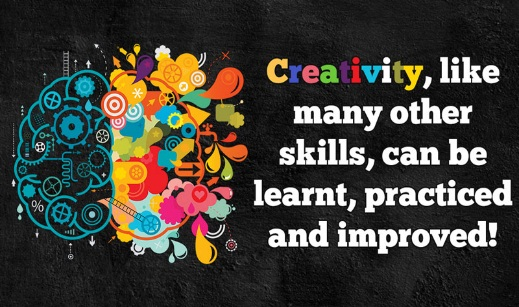 Creativity, like
many other
skills, can be
learnt, practiced
and improved!
%